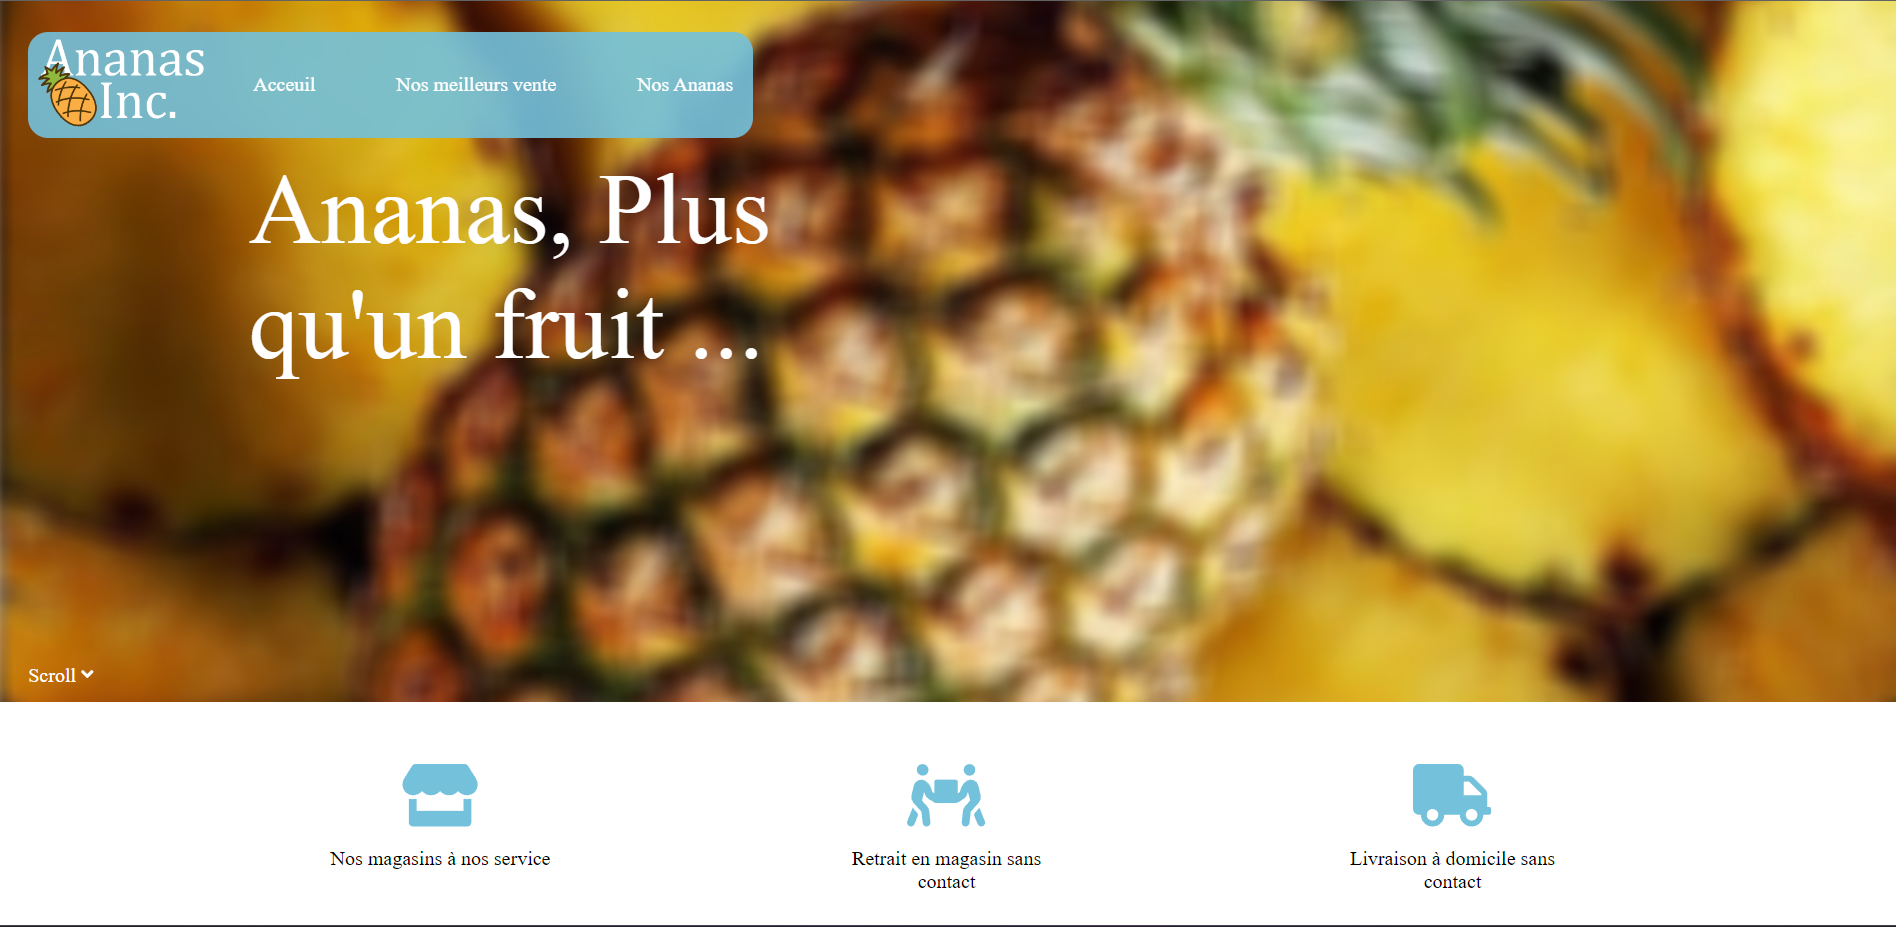 Ananas
Inc.
Acceuil
Nos meilleurs vente
Nos Ananas
Ananas, Plus
qu'un fruit ...
Scroll
Nos magasins à nos service
Retrait en magasin sans
contact
Livraison à domicile sans
contact